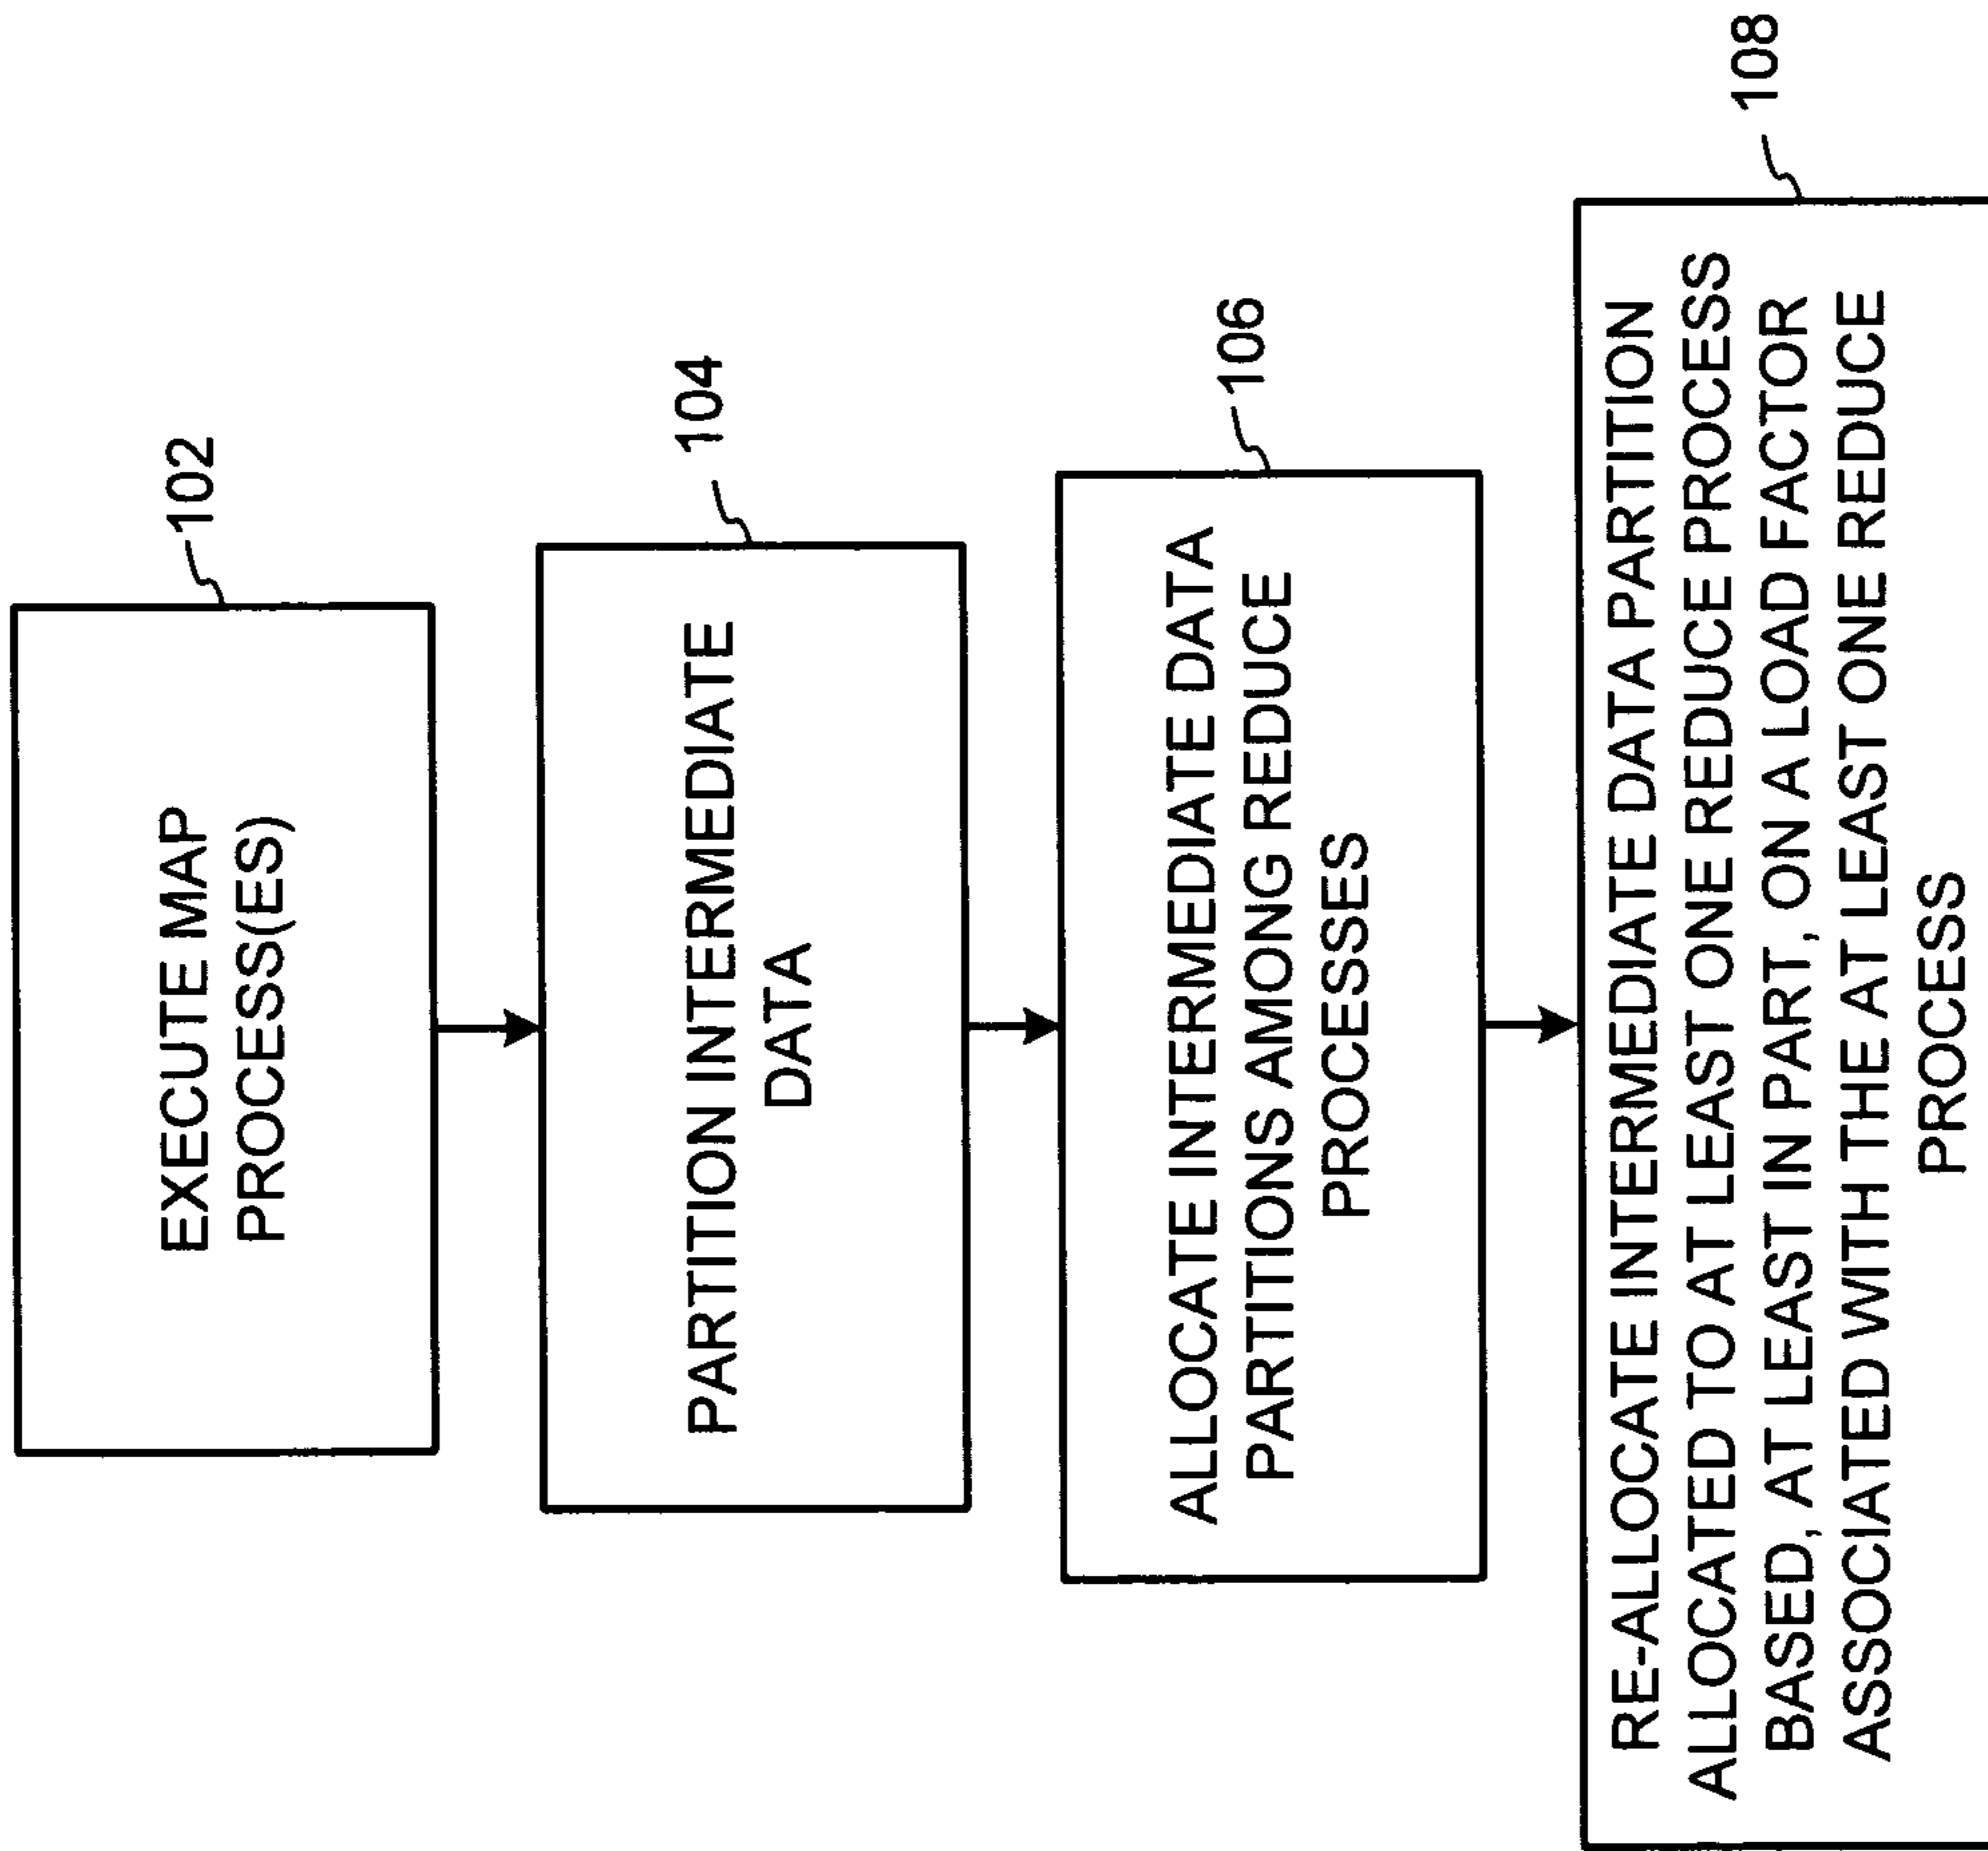 EXECUTE MAP
PROCESS(ES)
102
PARTITION INTERMEDIATE
DATA
104
ALLOCATE INTERMEDIATE DATA
PARTITIONS AMONG REDUCE
PROCESSES
106
RE-ALLOCATE INTERMEDIATE DATA PARTITION
ALLOCATED TO AT LEAST ONE REDUCE PROCESS
BASED, AT LEAST IN PART, ON A LOAD FACTOR
ASSOCIATED WITH THE AT LEAST ONE REDUCE
PROCESS
108